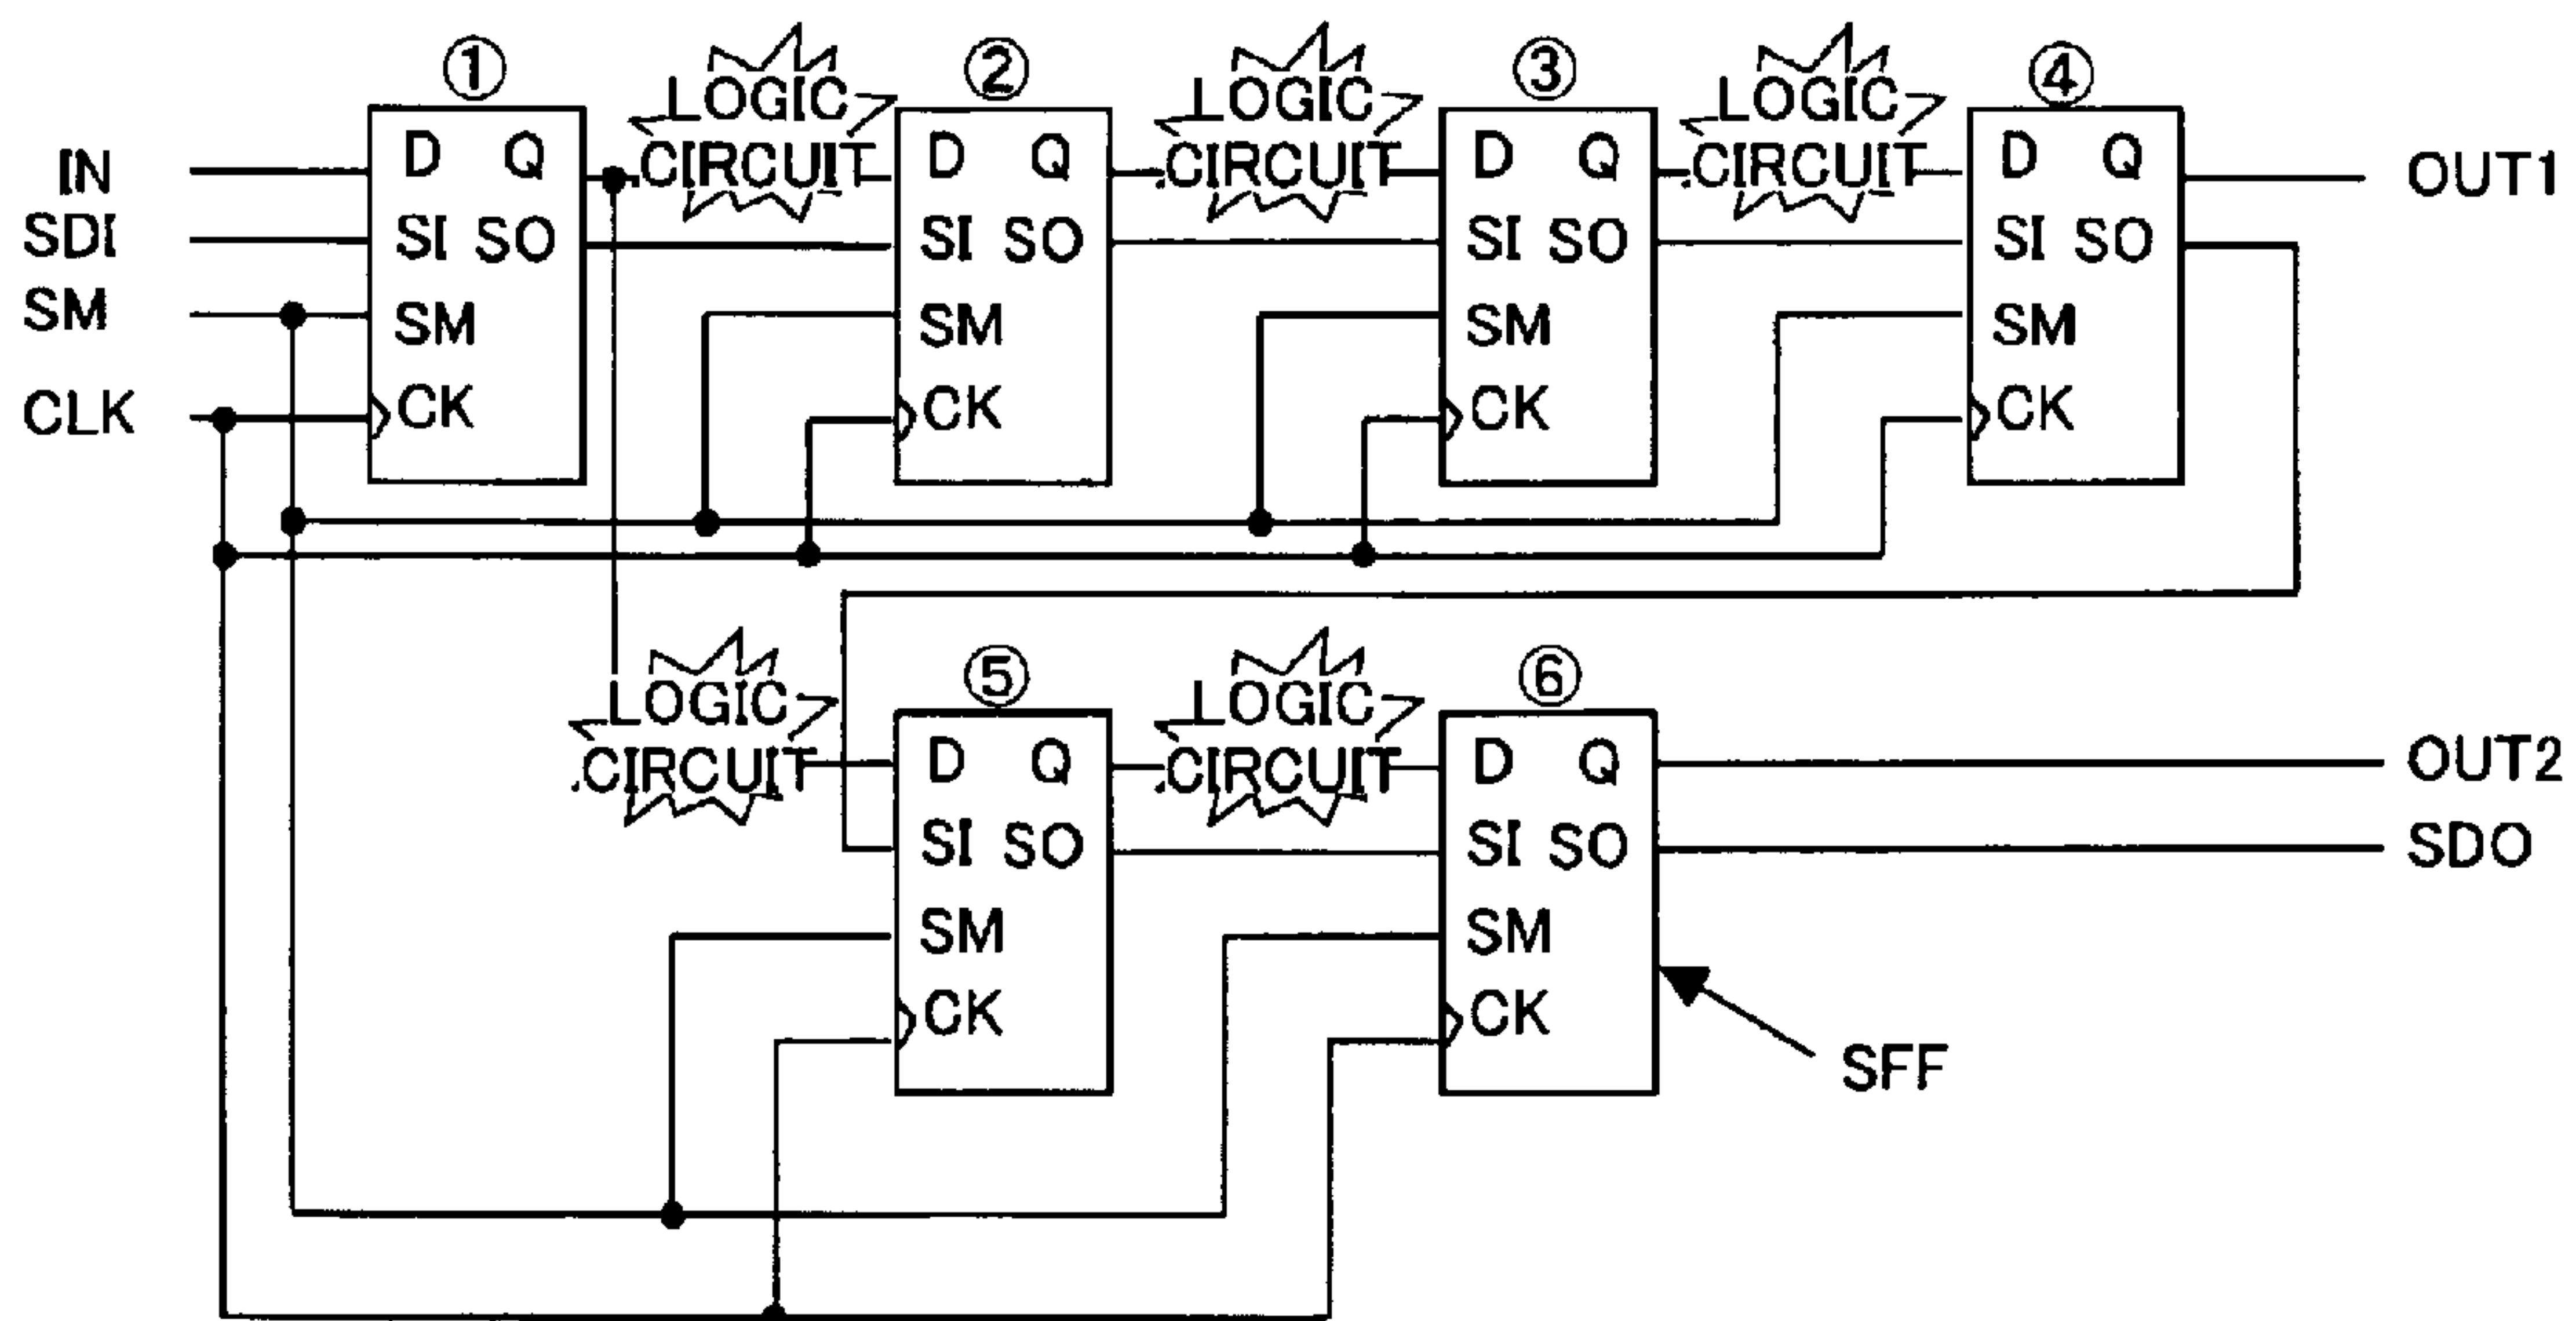 ① ② ③ ④
LOGIC CIRCUIT
LOGIC CIRCUIT
LOGIC CIRCUIT
IN
SDI
SM
CLK
D Q
SI SO
SM
CK
D Q
SI SO
SM
CK
D Q
SI SO
SM
CK
D Q
SI SO
SM
CK
OUT1
⑤ ⑥
LOGIC CIRCUIT
LOGIC CIRCUIT
D Q
SI SO
SM
CK
D Q
SI SO
SM
CK
OUT2
SDO
SFF